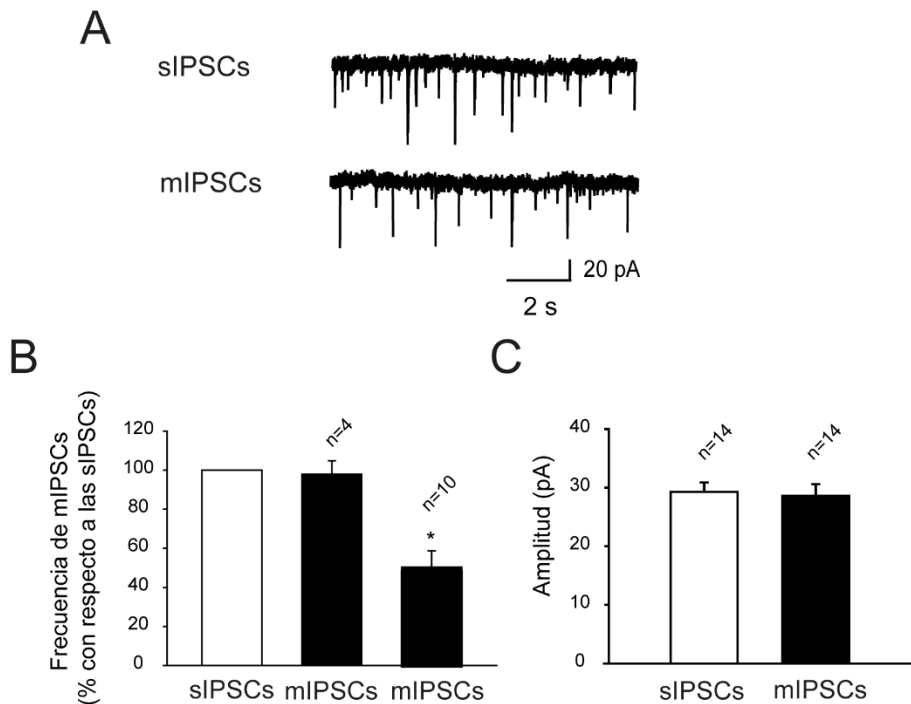 A
sIPSCs
mIPSCs
20 pA
2 s
B
Frecuencia de mIPSCs
(% con respecto a las sIPSCs)
120
100
80
60
40
20
0
n=4
n=10
*
sIPSCs mIPSCs mIPSCs
C
Amplitud (pA)
40
30
20
10
0
n=14 n=14
sIPSCs mIPSCs